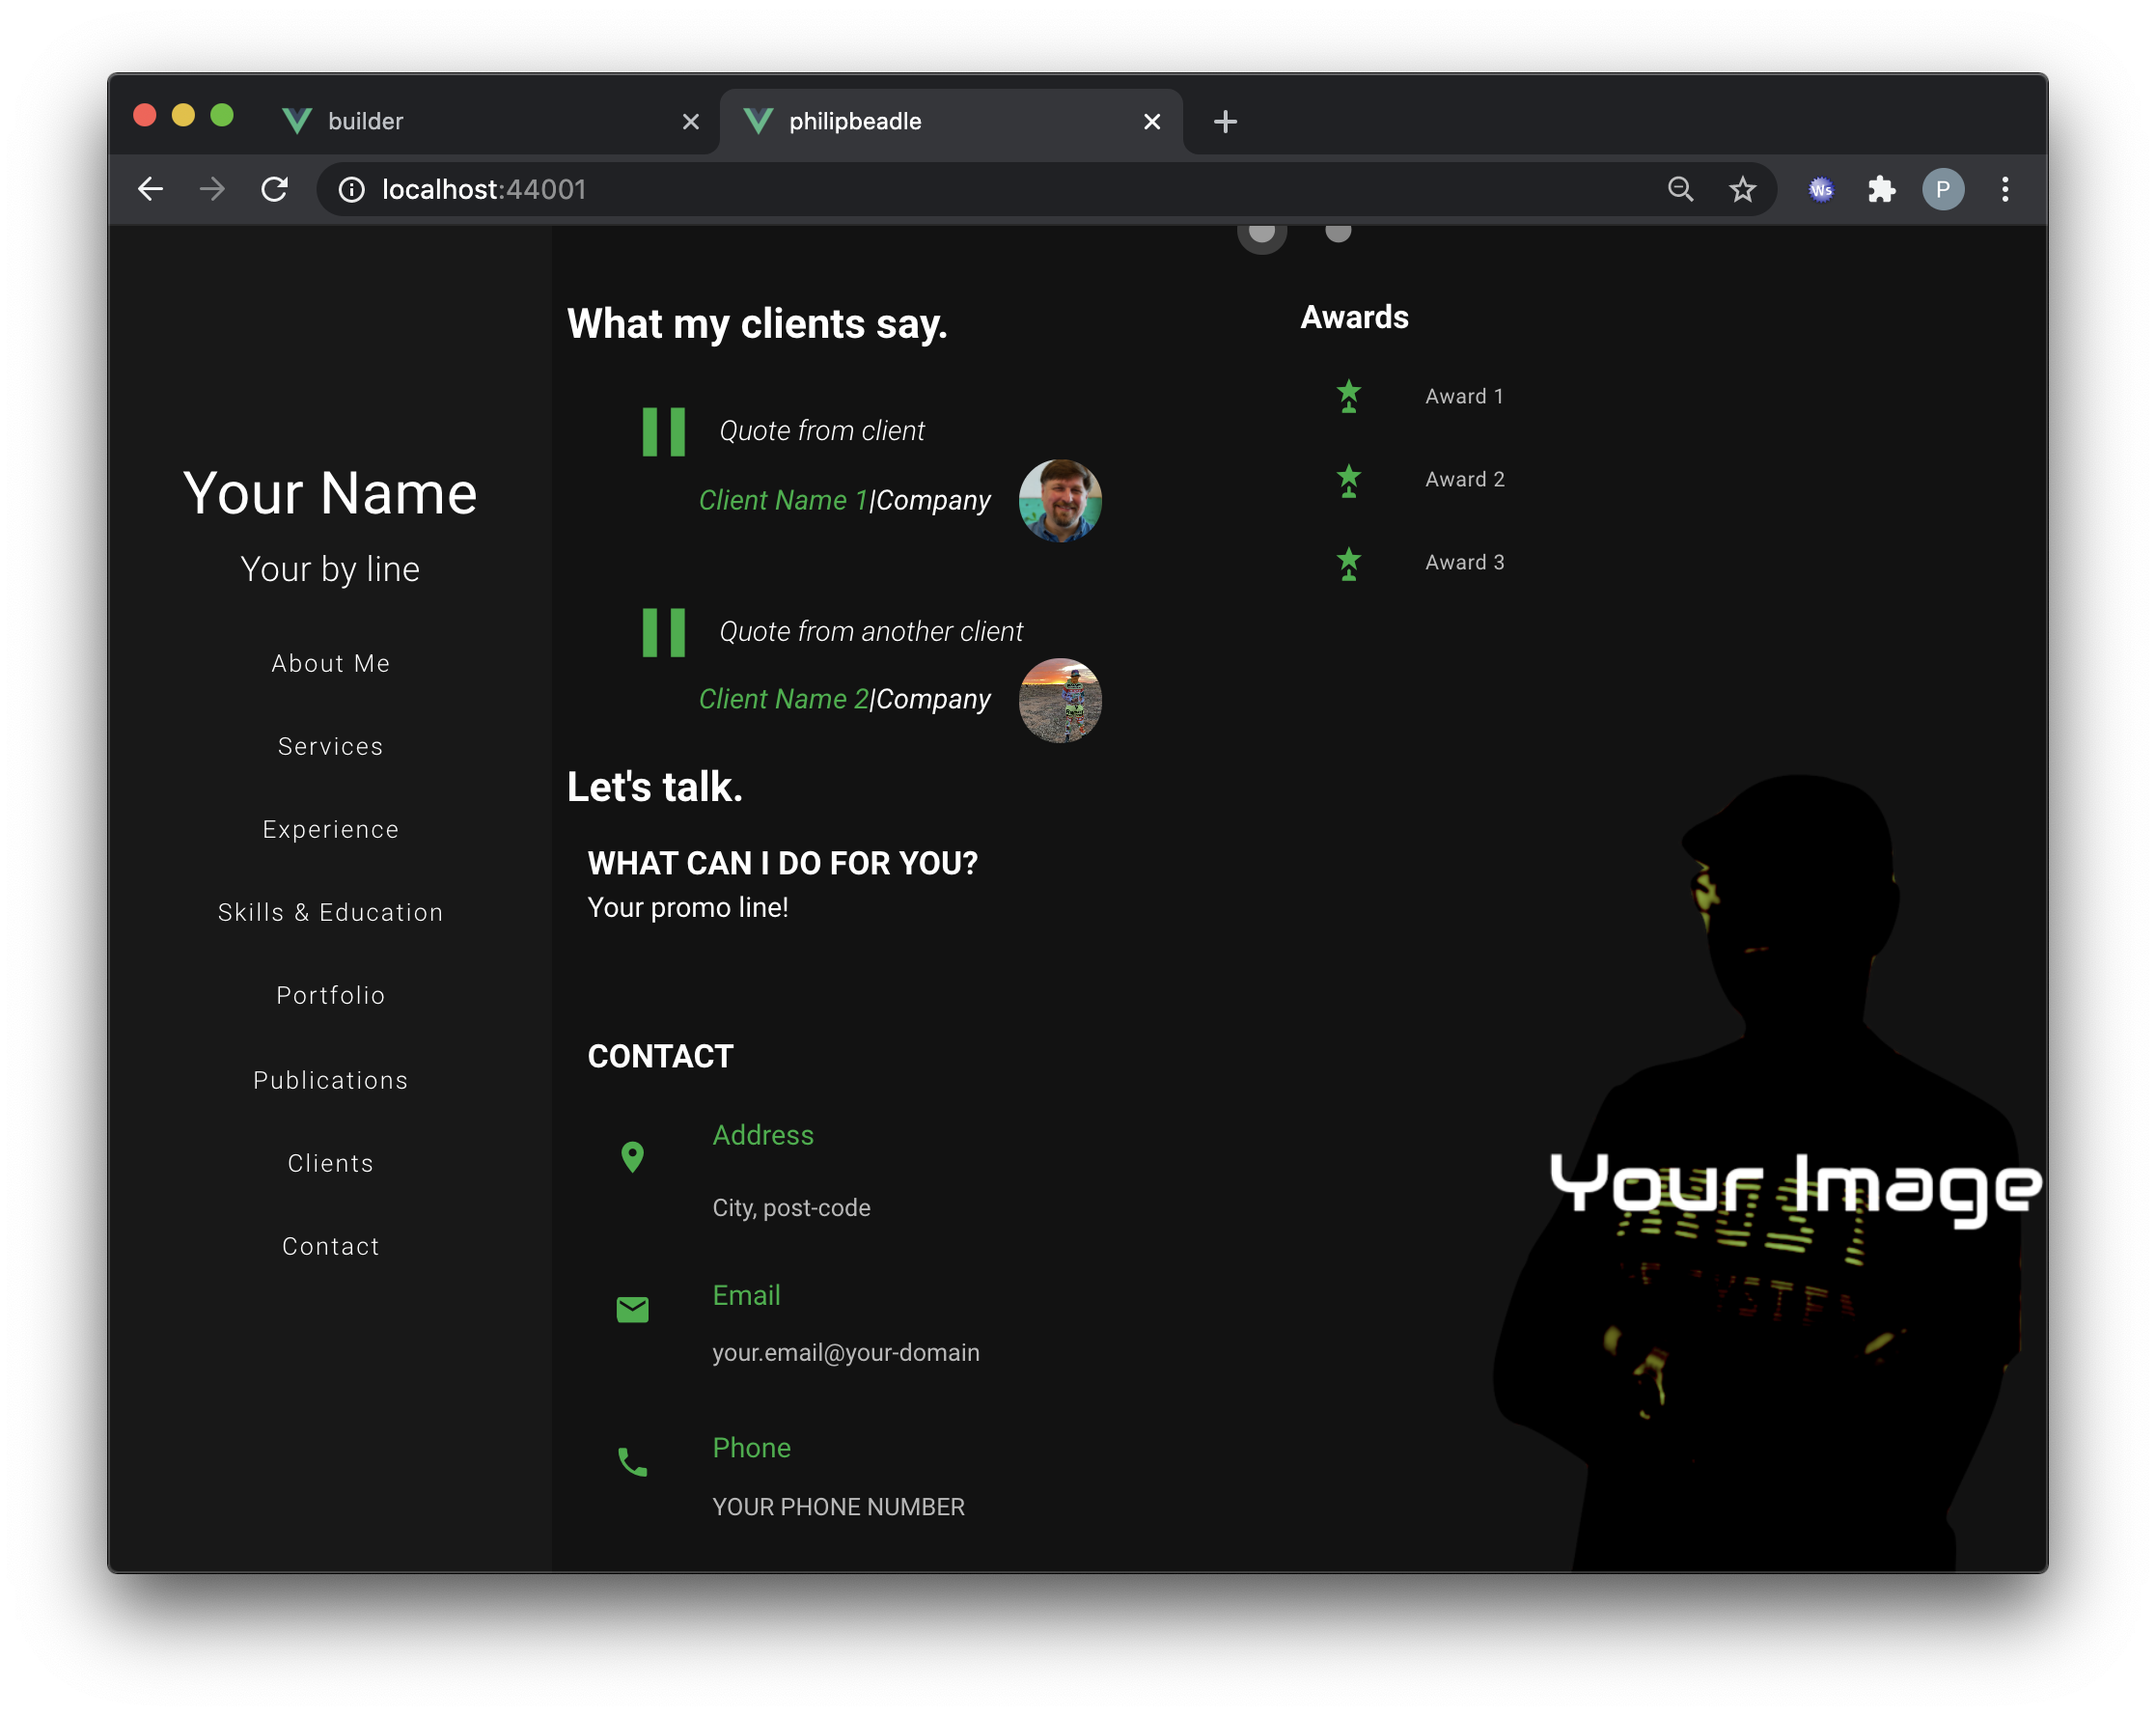 builder
philipbeadle
localhost:44001
Ws
P
Your Name
Your by line
About Me
Services
Experience
Skills & Education
Portfolio
Publications
Clients
Contact
What my clients say.
Quote from client
Client Name 1|Company
Quote from another client
Client Name 2|Company
Awards
Award 1
Award 2
Award 3
Let's talk.
WHAT CAN I DO FOR YOU?
Your promo line!
CONTACT
Address
City, post-code
Email
your.email@your-domain
Phone
YOUR PHONE NUMBER
Your Image